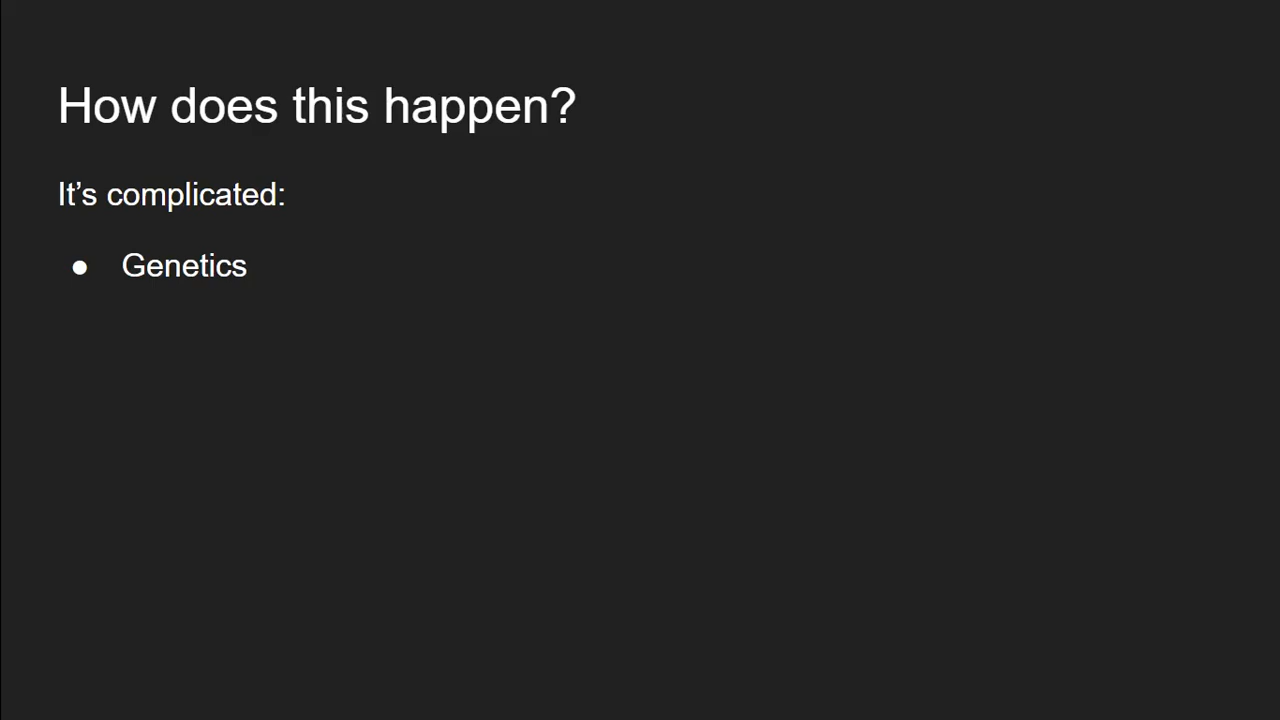 How does this happen?
It’s complicated:
● Genetics